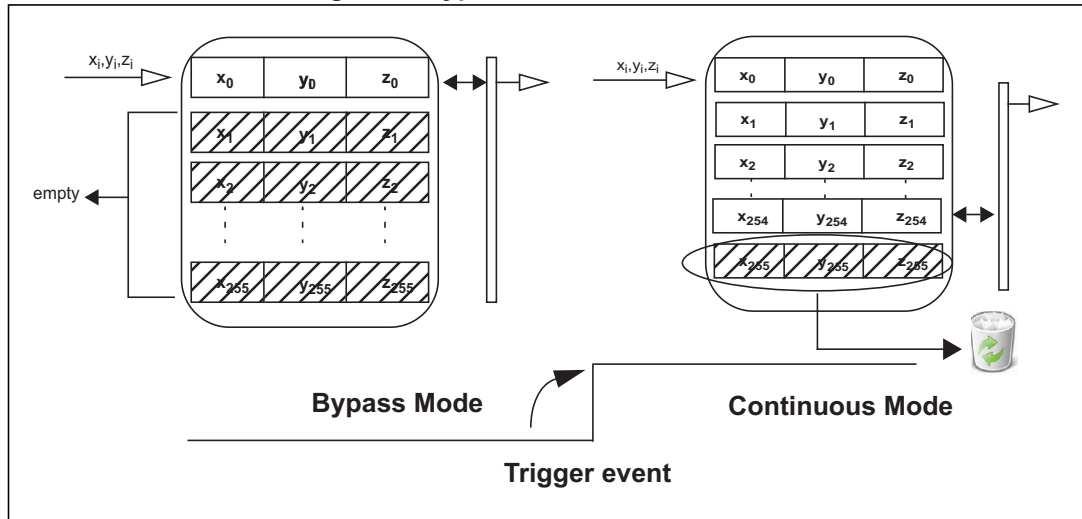 xi,yi,zi
x0 yD z0
x1 y1 z1
x2 y2 z2
x255 y255 z255
empty
xi,yi,zi
x0 y0 z0
x1 y1 z1
x2 y2 z2
x254 y254 z254
x255 y255 z255
Bypass Mode
Continuous Mode
Trigger event